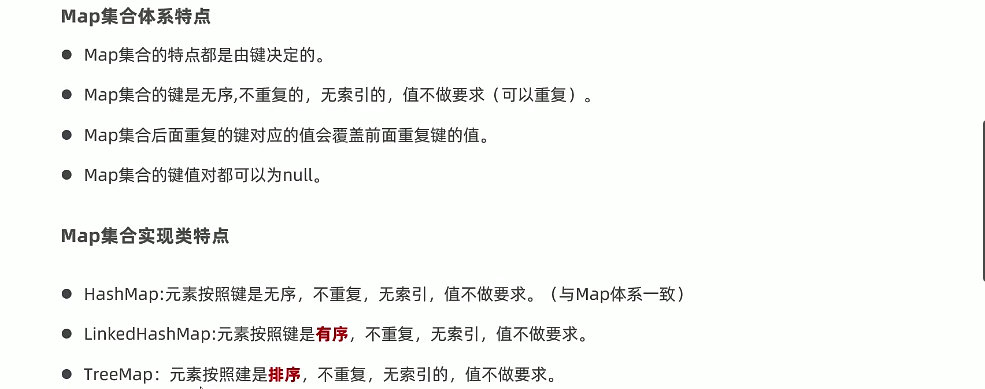 Map集合体系特点
● Map集合的特点都是由键决定的。
● Map集合的键是无序,不重复的，无索引的，值不做要求（可以重复）。
● Map集合后面重复的键对应的值会覆盖前面重复键的值。
● Map集合的键值对都可以为null。
Map集合实现类特点
● HashMap:元素按照键是无序，不重复，无索引，值不做要求。（与Map体系一致）
● LinkedHashMap:元素按照键是有序，不重复，无索引，值不做要求。
● TreeMap：元素按照建是排序，不重复，无索引的，值不做要求。